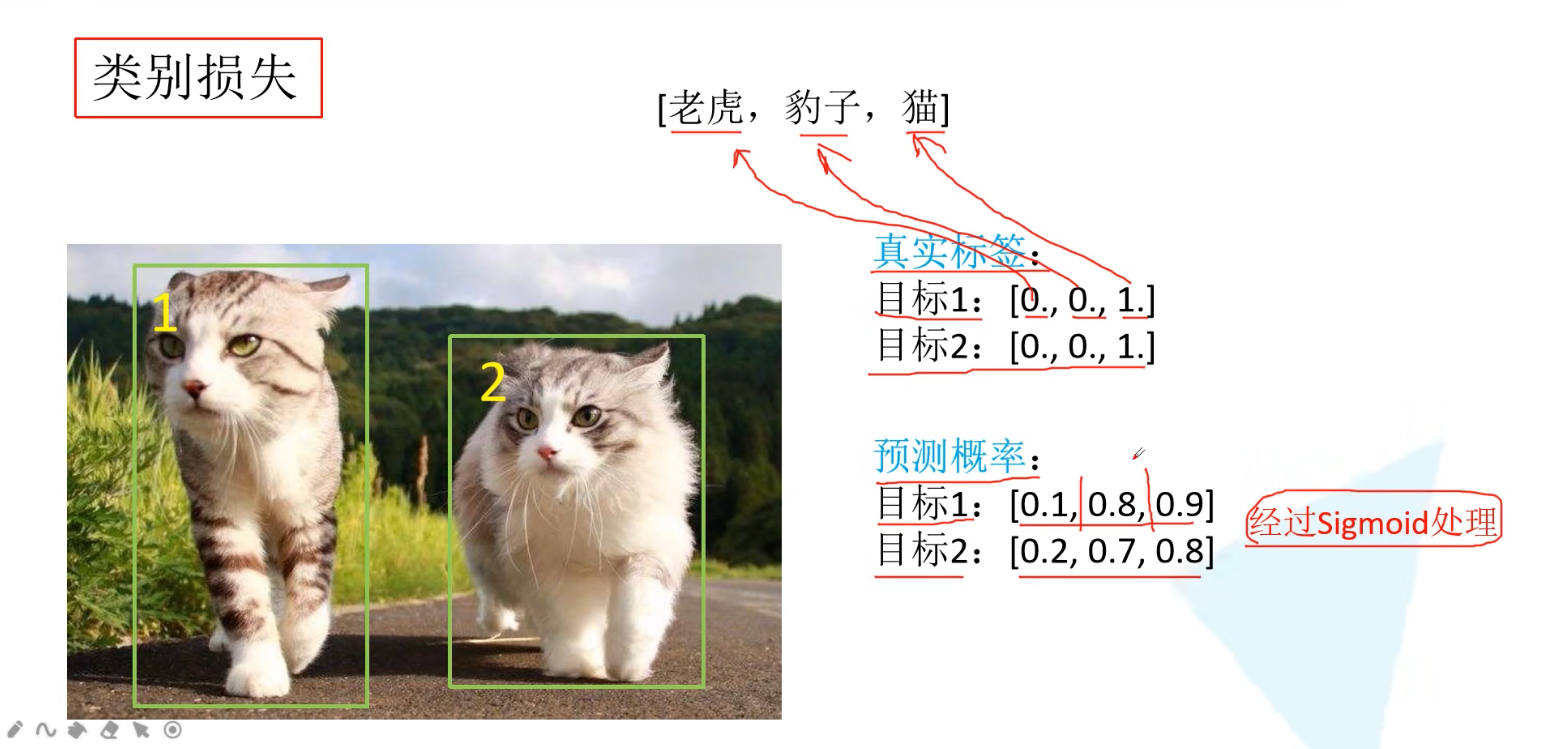 类别损失
[老虎，豹子，猫]
真实标签：
目标1：[0., 0., 1.]
目标2：[0., 0., 1.]
预测概率：
目标1：[0.1, 0.8, 0.9]
目标2：[0.2, 0.7, 0.8]
经过Sigmoid处理
1
2